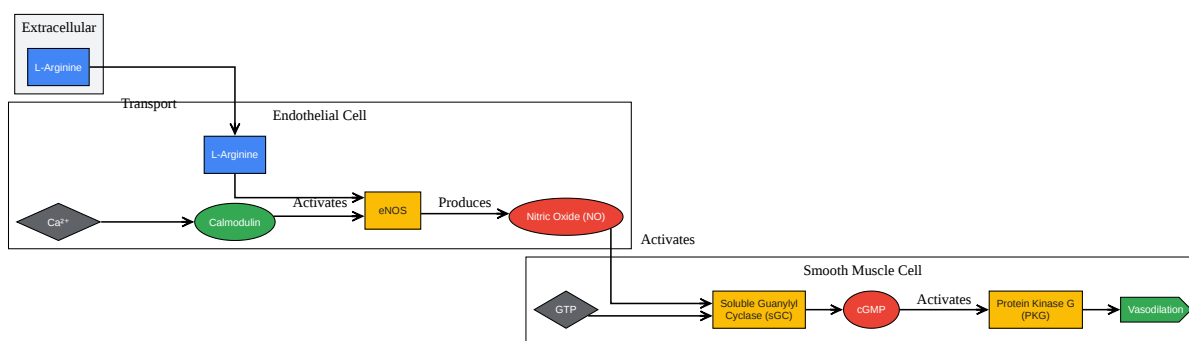 Extracellular
L-Arginine
Transport
Endothelial Cell
L-Arginine
Ca²⁺
Calmodulin
Activates
eNOS
Produces
Nitric Oxide (NO)
Activates
Smooth Muscle Cell
GTP
Soluble Guanylyl
Cyclase (sGC)
cGMP
Activates
Protein Kinase G
(PKG)
Vasodilation